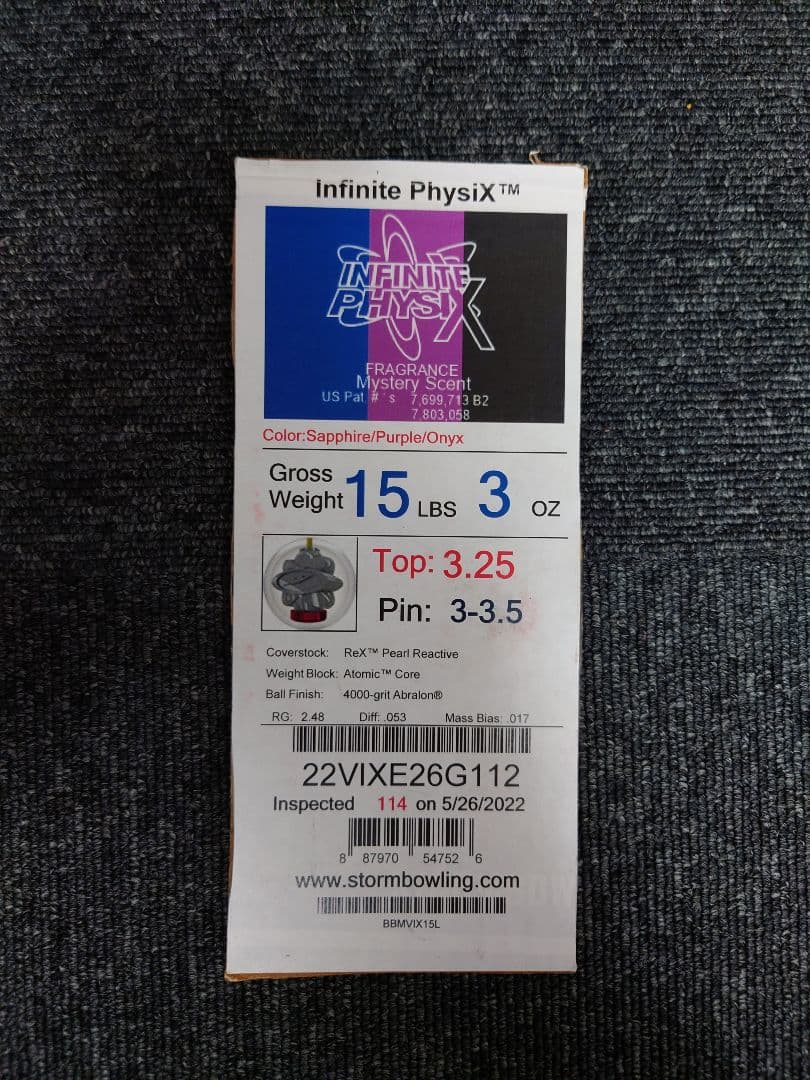 Infinite PhysiX™
INFINITE
PHYSIX
FRAGRANCE
Mystery Scent
US Pat. #'s 7,699,713 B2
7,803,058
Color:Sapphire/Purple/Onyx
Gross Weight 15 LBS 3 OZ
Top: 3.25
Pin: 3-3.5
Coverstock: ReX™ Pearl Reactive
Weight Block: Atomic™ Core
Ball Finish: 4000-grit Abralon®
RG: 2.48 Diff: .053 Mass Bias: .017
22VIXE26G112
Inspected 114 on 5/26/2022
8 87970 54752 6
www.stormbowling.com
BBMVIX15L